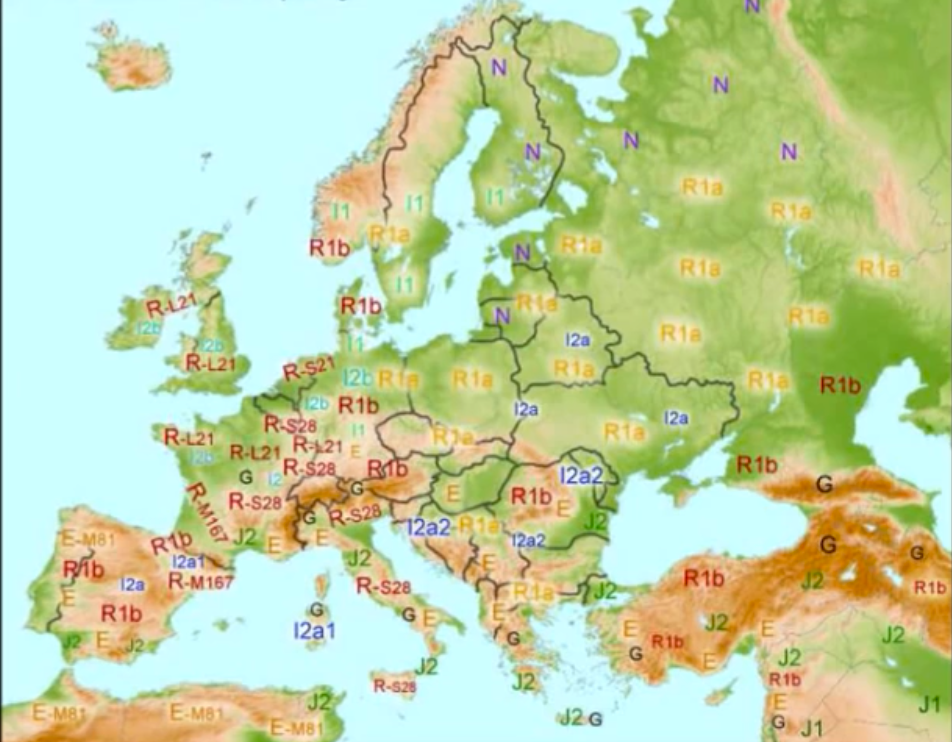 N
N
N
N
N
N
R1a
I1
I1
I1
R1a
R1a
R1b
R1a
N
R1a
R1a
R1a
I1
R-L21
R1b
R1a
R1a
N
I2b
I2b
I1
I2a
R1a
R-L21
R-S21
I2b
R1a
R1a
R1a
R1a
R1b
I2b
R1b
I2a
I2a
R-S28
I1
R1a
R-L21
R-L21
R1a
I2b
R-L21
E
R-S28
R1b
R1b
G
I2
I2a2
G
G
E
R1b
R-S28
R-M167
E
G
R-S28
J2
I2a2
R1a
E-M81
R1b
J2
E
E
I2a2
G
G
R1b
I2a1
J2
E
R1b
I2a
R-M167
R-S28
R1a
J2
R1b
J2
R1b
E
R1b
G
G
E
E
J2
I2a1
G
E
E
J2
J2
E
J2
R1b
G
J2
E
R-S28
J2
J2
R1b
E-M81
E-M81
J2
E-M81
J2
G
E
G
J1
J1